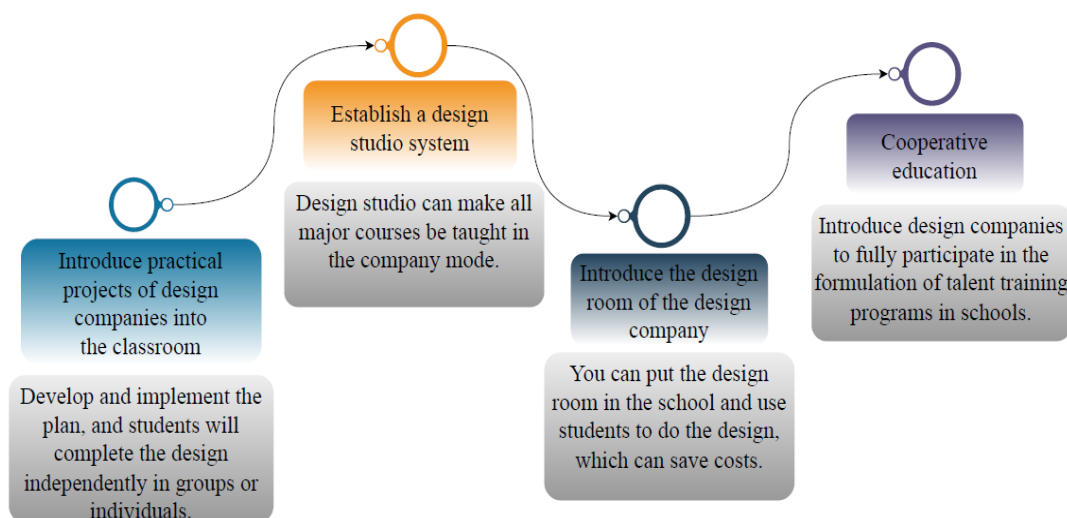 Introduce practical
projects of design
companies into
the classroom
Develop and implement the
plan, and students will
complete the design
independently in groups or
individuals.
Establish a design
studio system
Design studio can make all
major courses be taught in
the company mode.
Introduce the design
room of the design
company
You can put the design
room in the school and use
students to do the design,
which can save costs.
Cooperative
education
Introduce design companies
to fully participate in the
formulation of talent training
programs in schools.